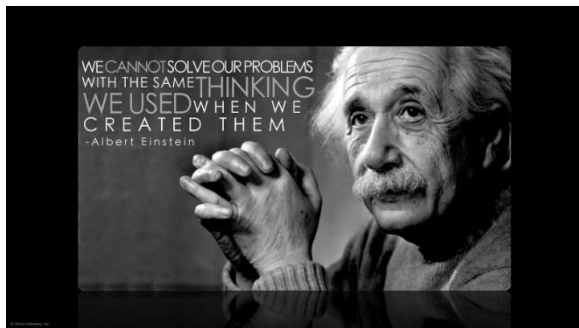 WE CANNOT SOLVE OUR PROBLEMS
WITH THE SAME THINKING
WE USED WHEN WE
CREATED THEM
-Albert Einstein